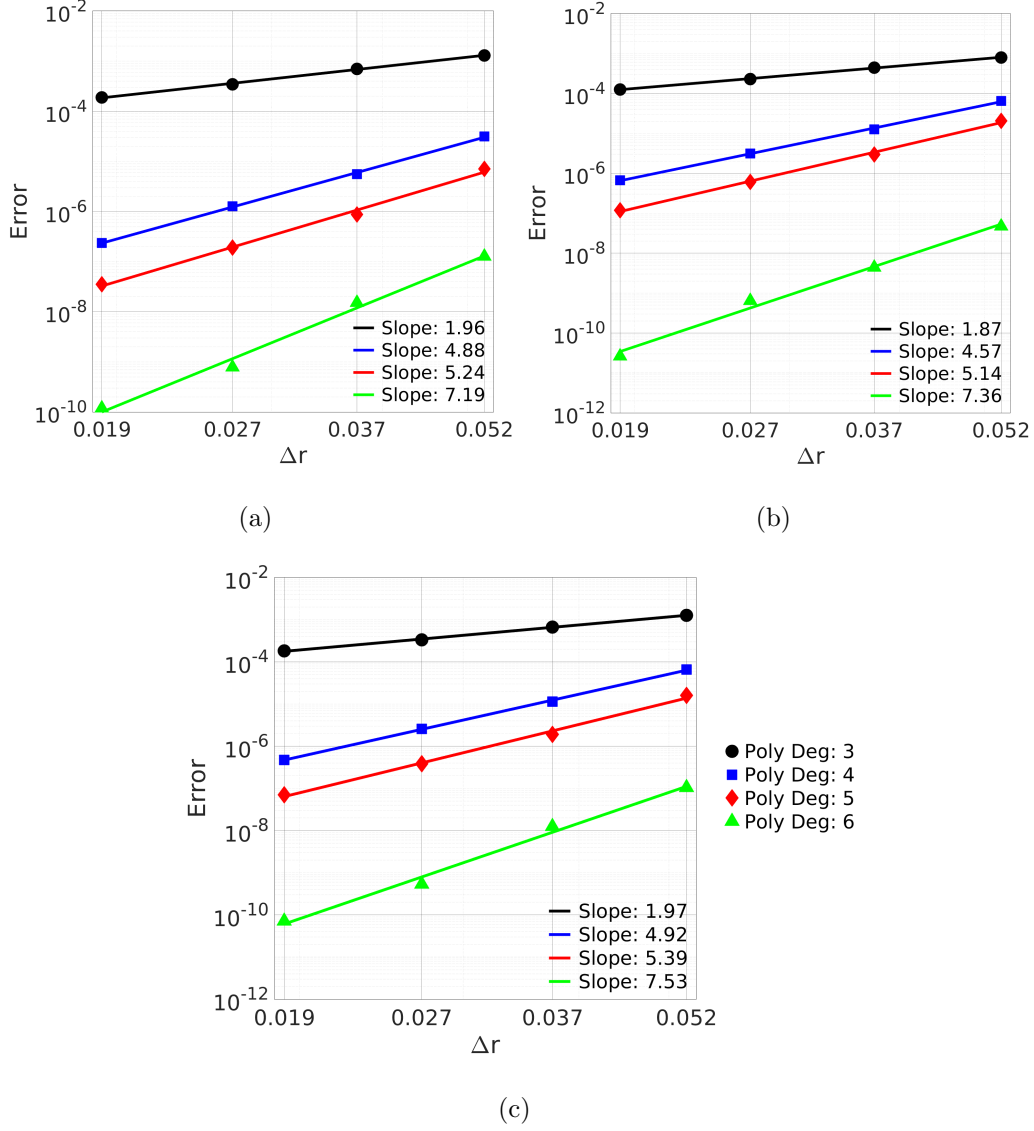 10^-2
10^-4
10^-6
10^-8
10^-10
Error
0.019 0.027 0.037 0.052
Δr
Slope: 1.96
Slope: 4.88
Slope: 5.24
Slope: 7.19
(a)
10^-2
10^-4
10^-6
10^-8
10^-10
10^-12
Error
0.019 0.027 0.037 0.052
Δr
Slope: 1.87
Slope: 4.57
Slope: 5.14
Slope: 7.36
(b)
10^-2
10^-4
10^-6
10^-8
10^-10
10^-12
Error
0.019 0.027 0.037 0.052
Δr
Slope: 1.97
Slope: 4.92
Slope: 5.39
Slope: 7.53
Poly Deg: 3
Poly Deg: 4
Poly Deg: 5
Poly Deg: 6
(c)